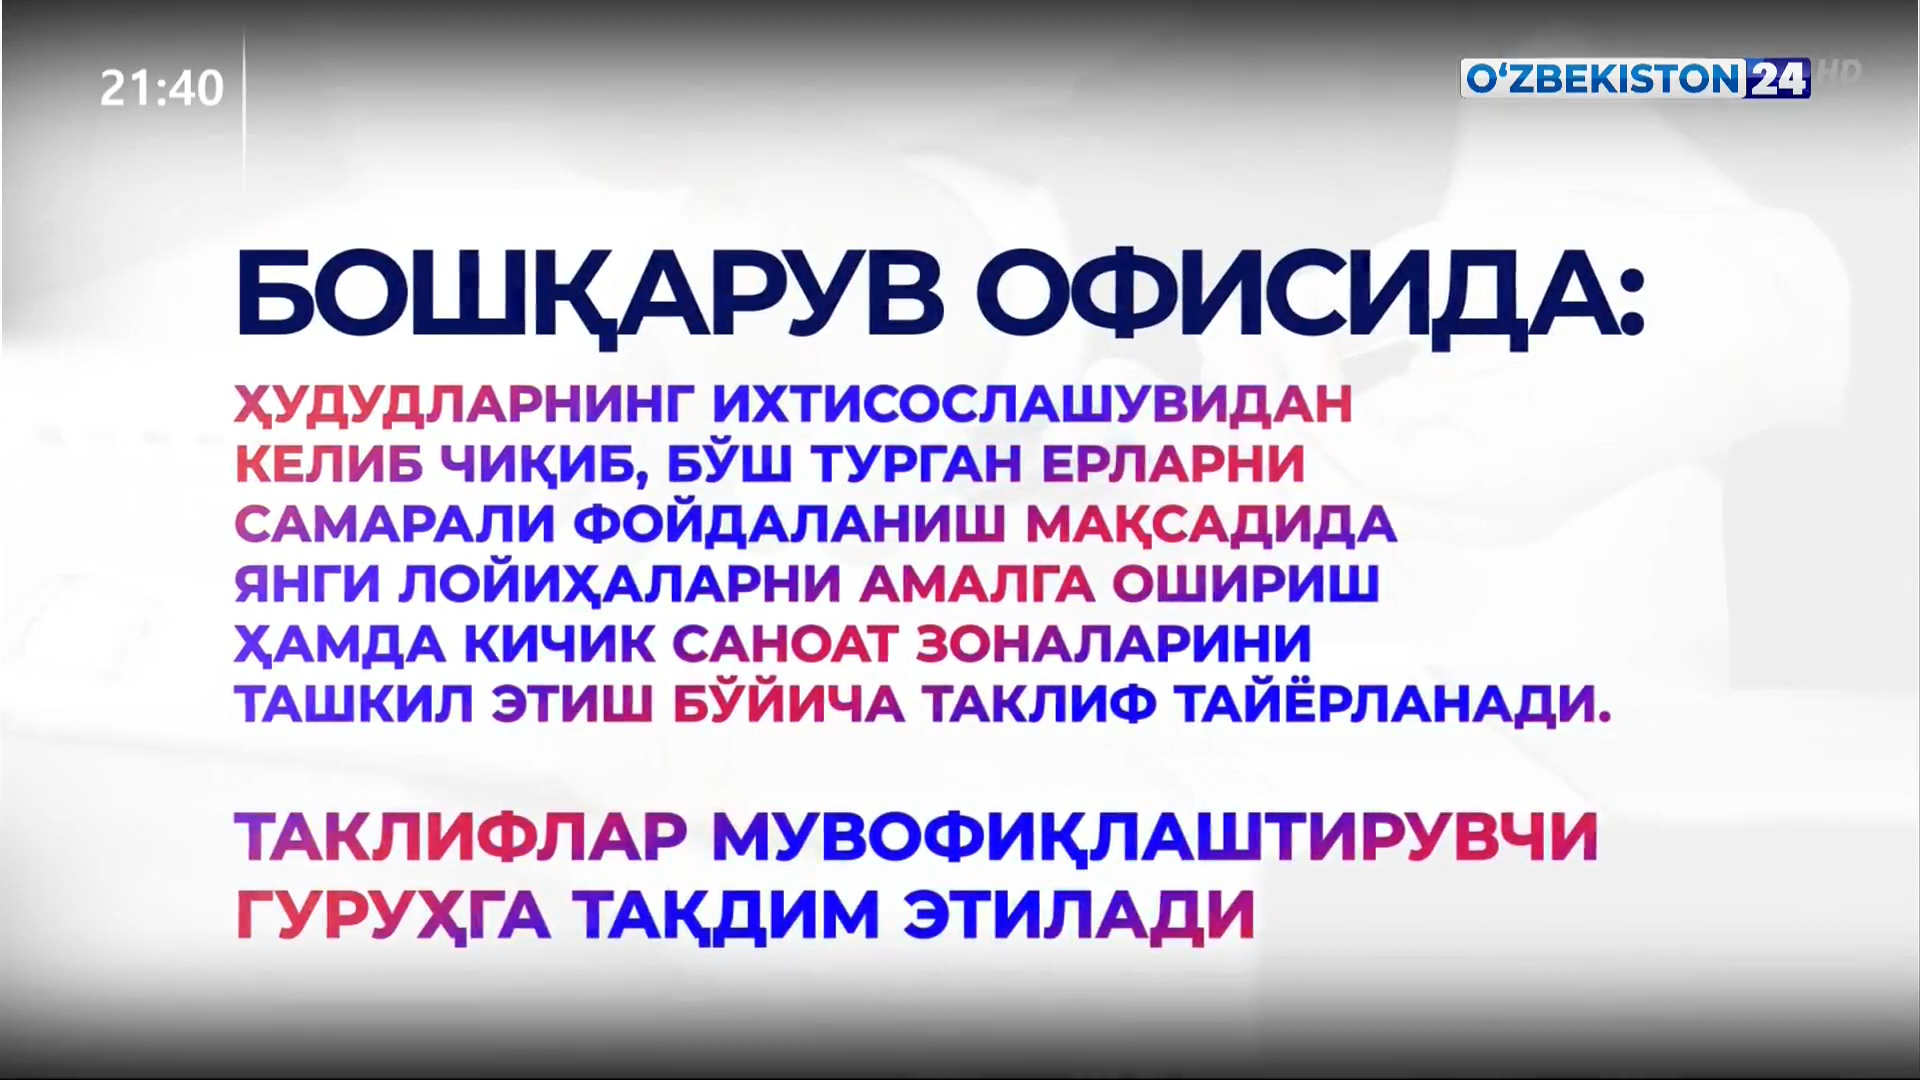 21:40
O‘ZBEKISTON 24 HD
БОШҚАРУВ ОФИСИДА:
ҲУДУДЛАРНИНГ ИХТИСОСЛАШУВИДАН
КЕЛИБ ЧИҚИБ, БЎШ ТУРГАН ЕРЛАРНИ
САМАРАЛИ ФОЙДАЛАНИШ МАҚСАДИДА
ЯНГИ ЛОЙИҲАЛАРНИ АМАЛГА ОШИРИШ
ҲАМДА КИЧИК САНОАТ ЗОНАЛАРИНИ
ТАШКИЛ ЭТИШ БЎЙИЧА ТАКЛИФ ТАЙЁРЛАНАДИ.
ТАКЛИФЛАР МУВОФИҚЛАШТИРУВЧИ
ГУРУҲГА ТАҚДИМ ЭТИЛАДИ